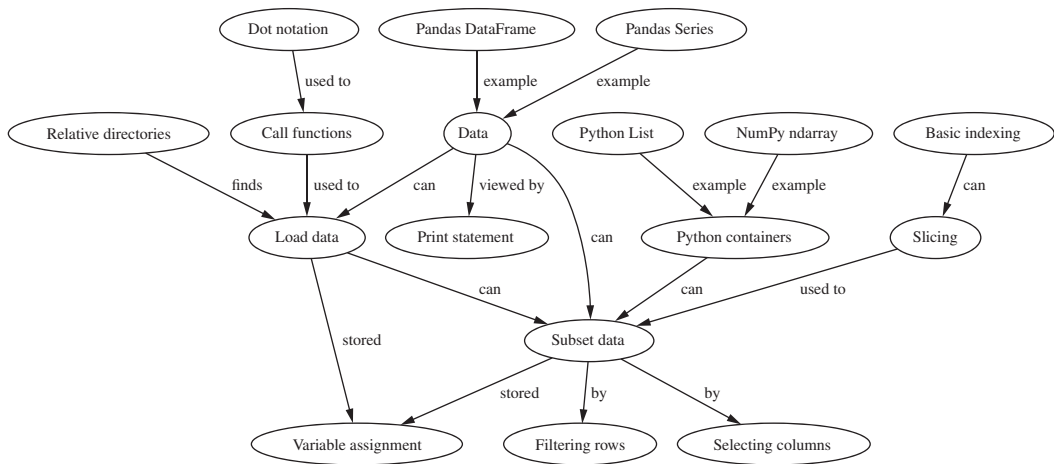 Dot notation
Pandas DataFrame
Pandas Series
used to
example
example
Relative directories
Call functions
Data
Python List
NumPy ndarray
Basic indexing
finds
used to
can
viewed by
example
example
can
Load data
Print statement
can
Python containers
Slicing
can
can
used to
Subset data
stored
stored
by
by
Variable assignment
Filtering rows
Selecting columns